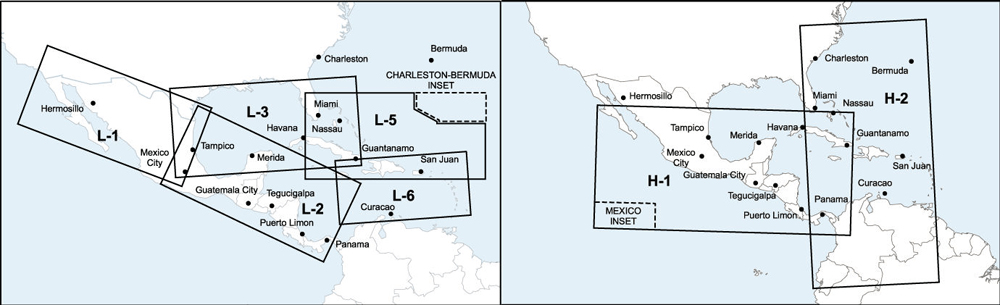 Charleston
Bermuda
CHARLESTON-BERMUDA
INSET
Hermosillo
L-1
L-3
Miami
Nassau
L-5
Havana
Mexico
City
Tampico
Merida
Guantanamo
San Juan
Guatemala City
Tegucigalpa
L-2
L-6
Curacao
Puerto Limon
Panama
Charleston
Bermuda
Hermosillo
Miami
Nassau
H-2
Tampico
Merida
Havana
Guantanamo
Mexico
City
San Juan
H-1
Guatemala City
Tegucigalpa
Curacao
Panama
Puerto Limon
MEXICO
INSET